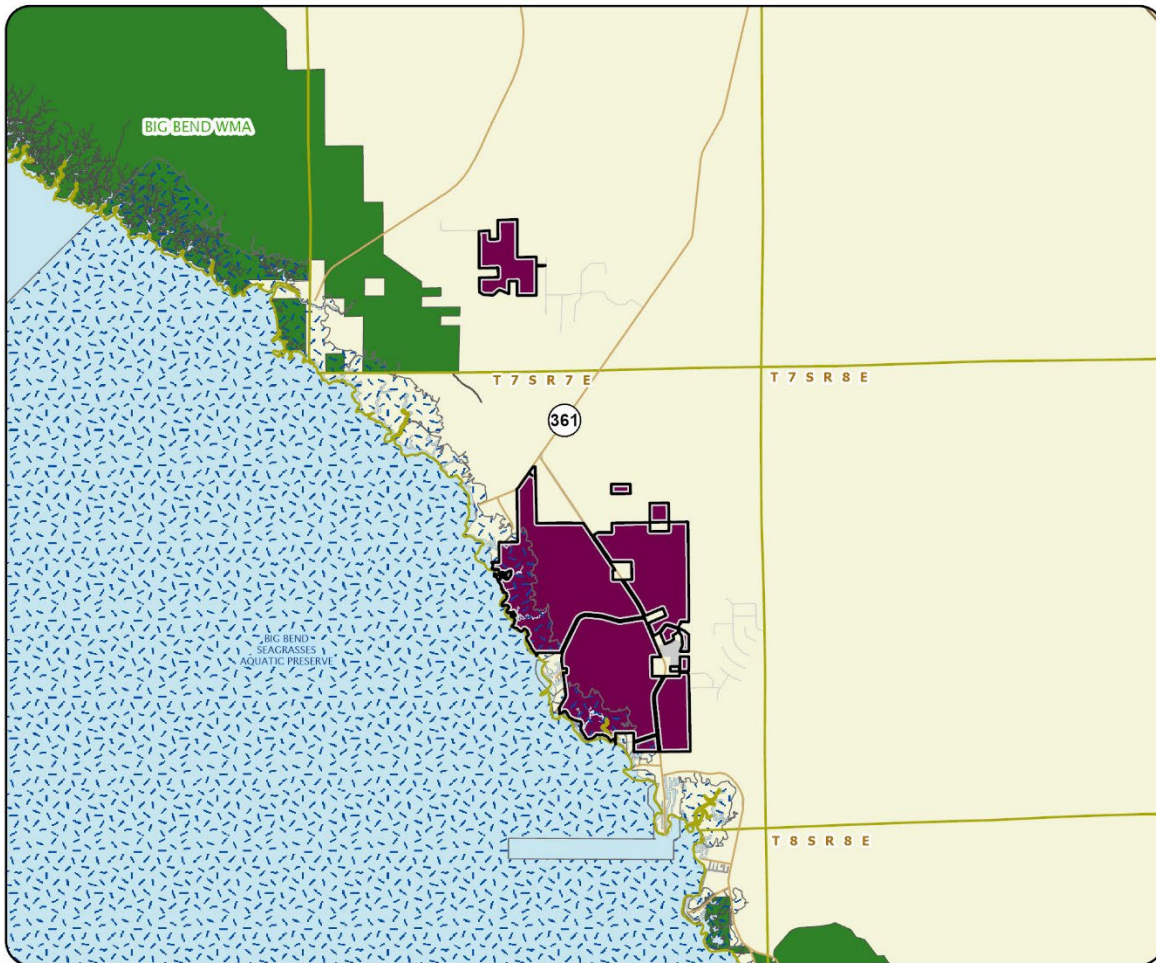 BIG BEND WMA
T 7 S R 7 E
T 7 S R 8 E
361
BIG BEND
SEAGRASSES
AQUATIC PRESERVE
T 8 S R 8 E